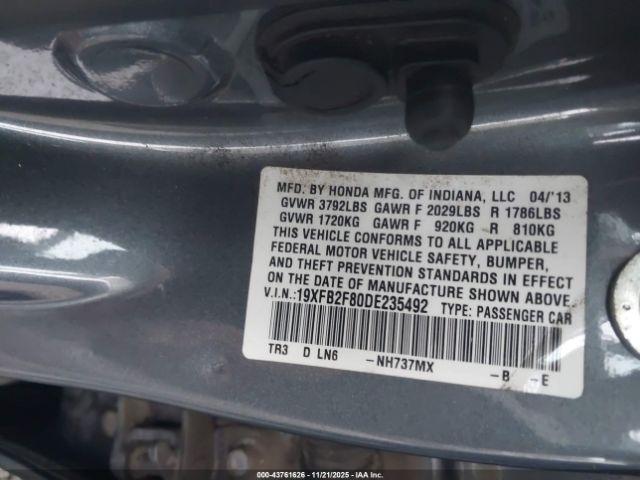 MFD. BY HONDA MFG. OF INDIANA, LLC 04/'13
GVWR 3792LBS GAWR F 2029LBS R 1786LBS
GVWR 1720KG GAWR F 920KG R 810KG
THIS VEHICLE CONFORMS TO ALL APPLICABLE
FEDERAL MOTOR VEHICLE SAFETY, BUMPER,
AND THEFT PREVENTION STANDARDS IN EFFECT
ON THE DATE OF MANUFACTURE SHOWN ABOVE.
V.I.N.:19XFB2F80DE235492 TYPE: PASSENGER CAR
TR3 D LN6 -NH737MX -B -E
000-43761626 - 11/21/2025 - IAAI.com